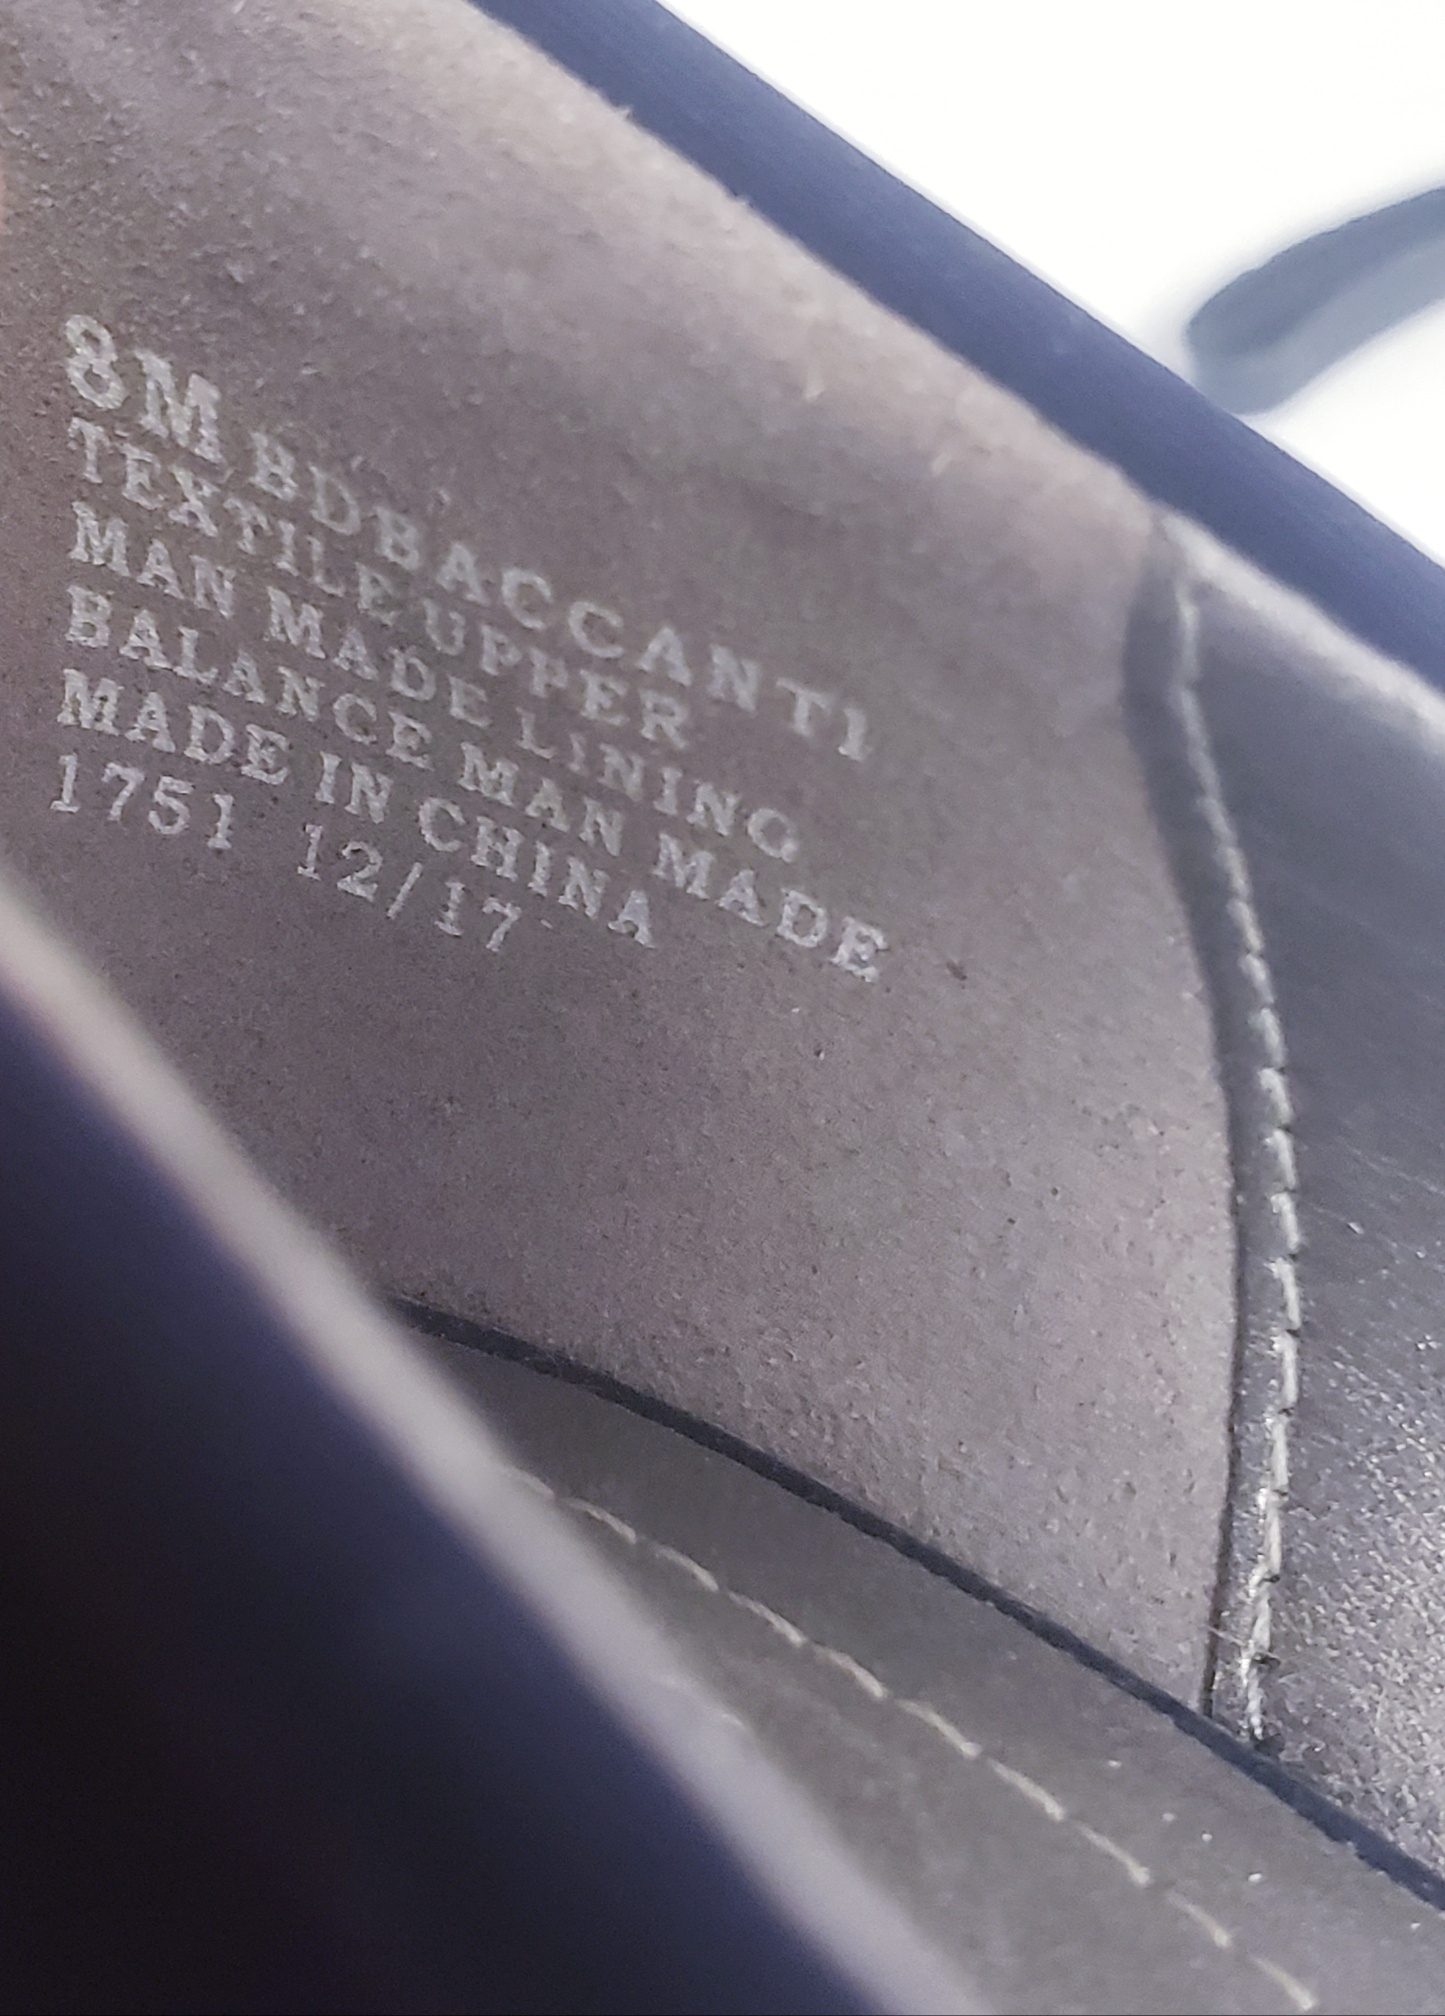 8M BDBACCANTI
TEXTILE UPPER
MAN MADE LINING
BALANCE MAN MADE
MADE IN CHINA
1751 12/17